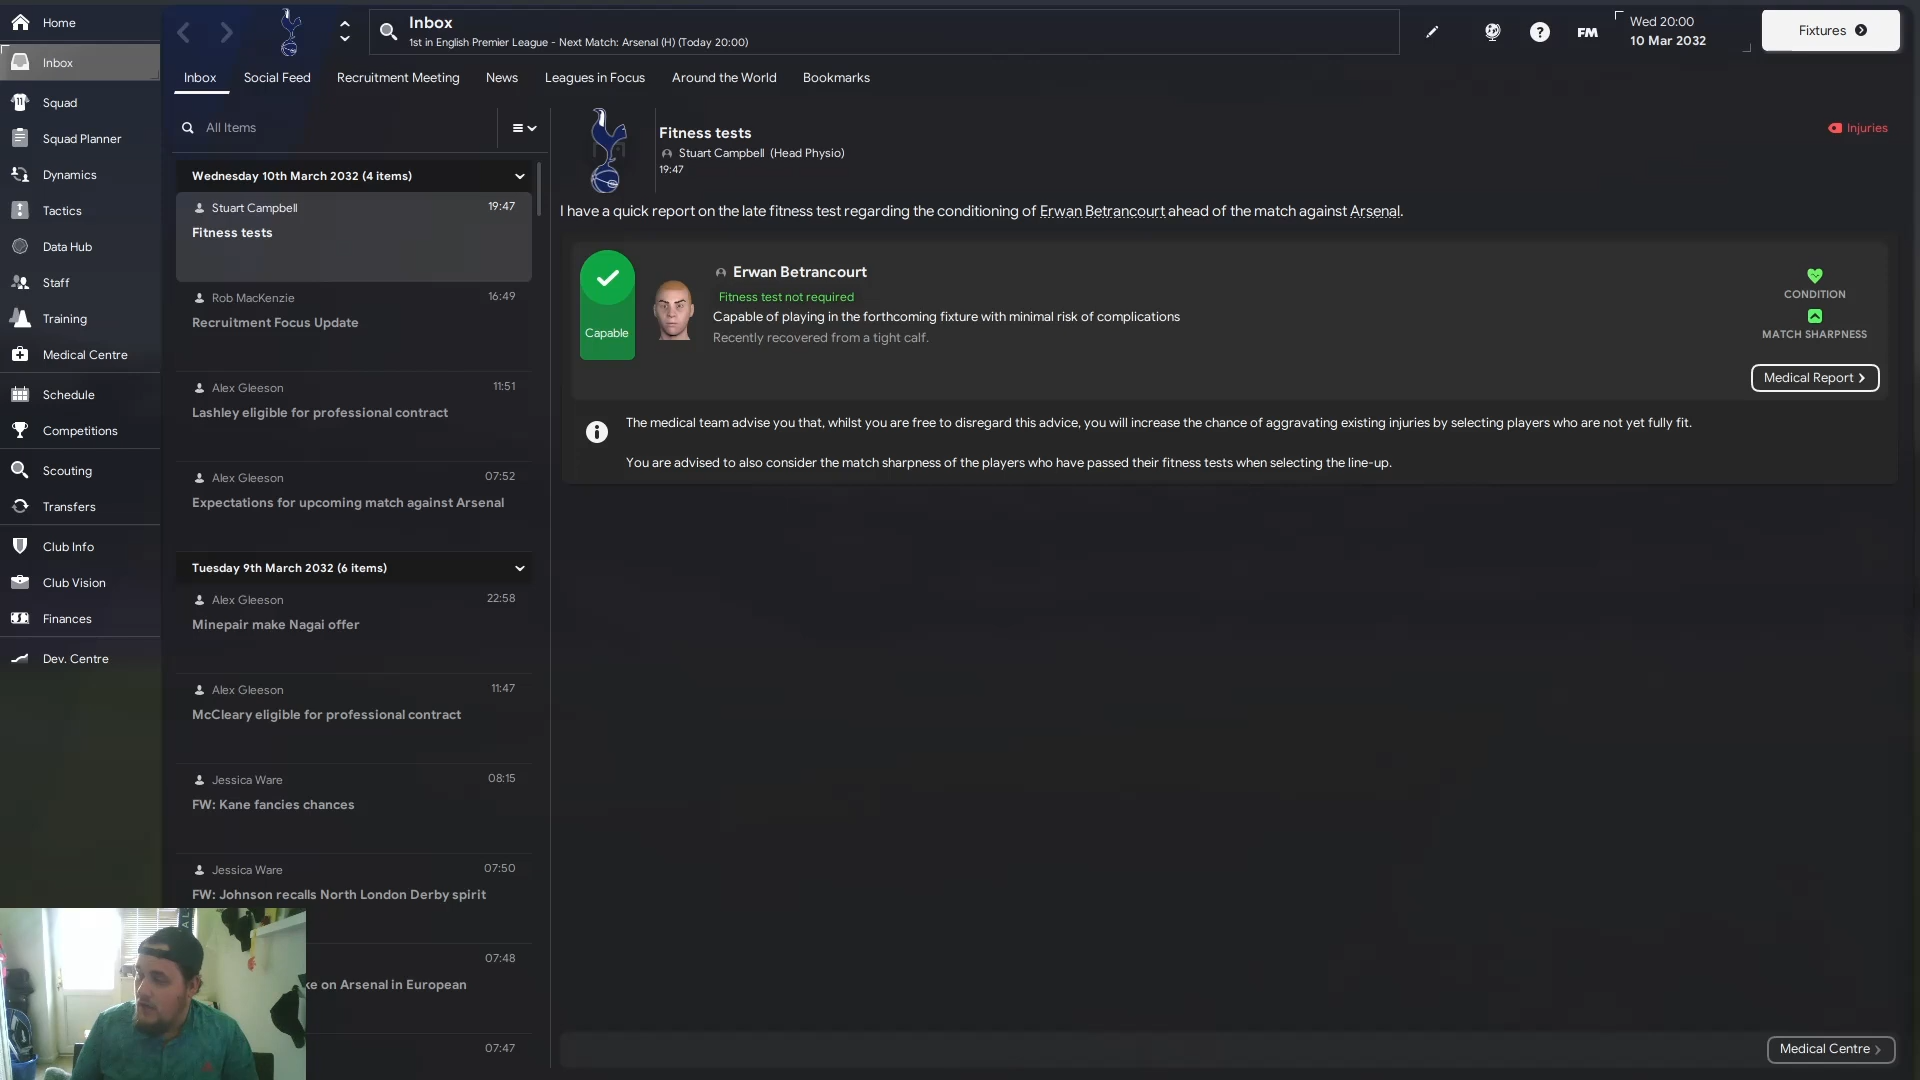 Home
Inbox
Squad
Squad Planner
Dynamics
Tactics
Data Hub
Staff
Training
Medical Centre
Schedule
Competitions
Scouting
Transfers
Club Info
Club Vision
Finances
Dev. Centre
Inbox
1st in English Premier League - Next Match: Arsenal (H) (Today 20:00)
FM
Wed 20:00
10 Mar 2032
Fixtures
Inbox
Social Feed
Recruitment Meeting
News
Leagues in Focus
Around the World
Bookmarks
All Items
Wednesday 10th March 2032 (4 items)
Stuart Campbell 19:47
Fitness tests
Rob MacKenzie 16:49
Recruitment Focus Update
Alex Gleeson 11:51
Lashley eligible for professional contract
Alex Gleeson 07:52
Expectations for upcoming match against Arsenal
Tuesday 9th March 2032 (6 items)
Alex Gleeson 22:58
Minepair make Nagai offer
Alex Gleeson 11:47
McCleary eligible for professional contract
Jessica Ware 08:15
FW: Kane fancies chances
Jessica Ware 07:50
FW: Johnson recalls North London Derby spirit
07:48
on Arsenal in European
07:47
Fitness tests
Stuart Campbell (Head Physio)
19:47
Injuries
I have a quick report on the late fitness test regarding the conditioning of Erwan Betrancourt ahead of the match against Arsenal.
Capable
Erwan Betrancourt
Fitness test not required
Capable of playing in the forthcoming fixture with minimal risk of complications
Recently recovered from a tight calf.
CONDITION
MATCH SHARPNESS
Medical Report
The medical team advise you that, whilst you are free to disregard this advice, you will increase the chance of aggravating existing injuries by selecting players who are not yet fully fit.
You are advised to also consider the match sharpness of the players who have passed their fitness tests when selecting the line-up.
Medical Centre